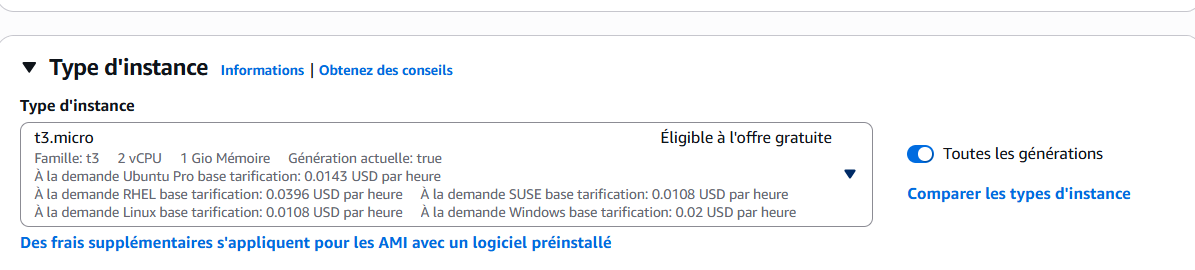 Type d'instance Informations | Obtenez des conseils
Type d'instance
t3.micro Éligible à l'offre gratuite
Famille: t3 2 vCPU 1 Gio Mémoire Génération actuelle: true
À la demande Ubuntu Pro base tarification: 0.0143 USD par heure
À la demande RHEL base tarification: 0.0396 USD par heure À la demande SUSE base tarification: 0.0108 USD par heure
À la demande Linux base tarification: 0.0108 USD par heure À la demande Windows base tarification: 0.02 USD par heure
Toutes les générations
Comparer les types d'instance
Des frais supplémentaires s'appliquent pour les AMI avec un logiciel préinstallé